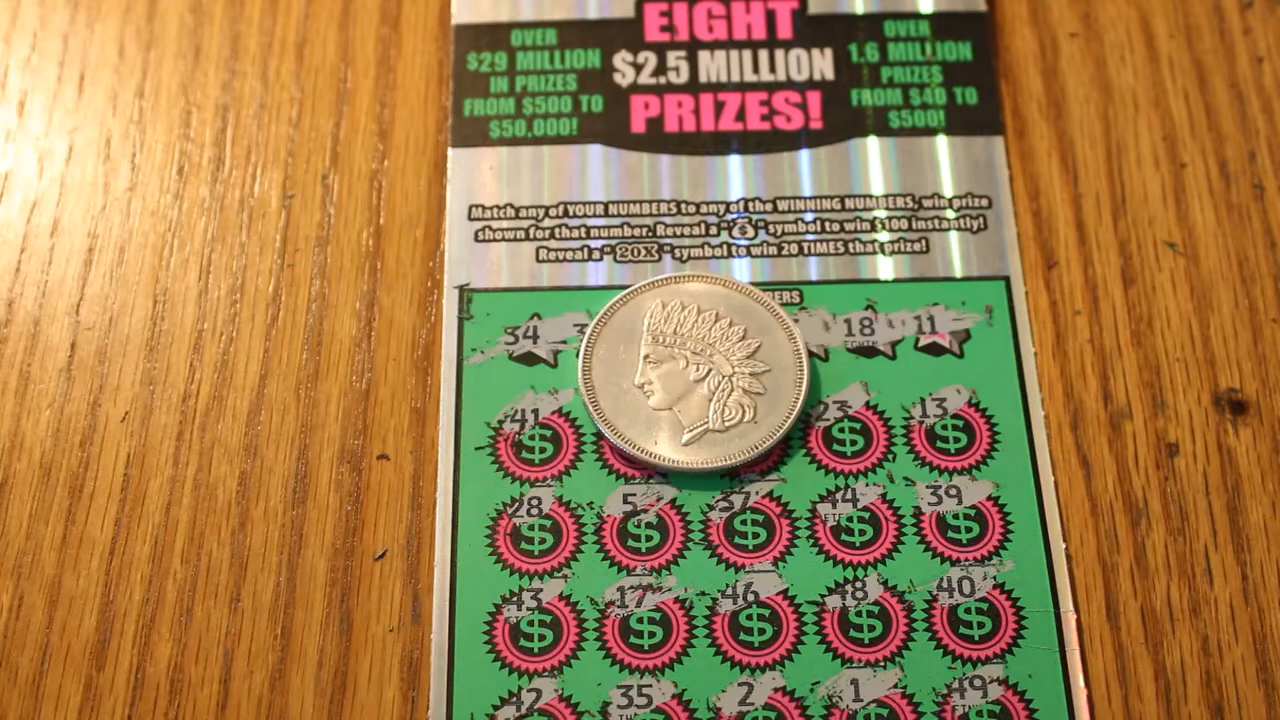 EIGHT
$2.5 MILLION
PRIZES!
OVER
$29 MILLION
IN PRIZES
FROM $500 TO
$50,000!
OVER
1.6 MILLION
PRIZES
FROM $40 TO
$500!
Match any of YOUR NUMBERS to any of the WINNING NUMBERS, win prize
shown for that number. Reveal a " $ " symbol to win $100 instantly!
Reveal a " 20X " symbol to win 20 TIMES that prize!
34 18 11
41 23 13
28 5 37 44 39
43 17 46 48 40
42 35 2 1 49